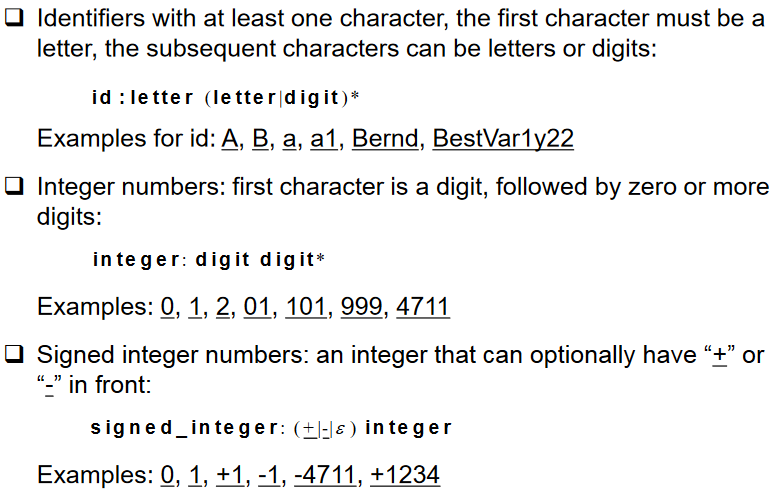 ❑ Identifiers with at least one character, the first character must be a
letter, the subsequent characters can be letters or digits:
id : letter (letter|digit)*
Examples for id: A, B, a, a1, Bernd, BestVar1y22
❑ Integer numbers: first character is a digit, followed by zero or more
digits:
integer: digit digit*
Examples: 0, 1, 2, 01, 101, 999, 4711
❑ Signed integer numbers: an integer that can optionally have “+” or
“-” in front:
signed_integer: (+|-|ε) integer
Examples: 0, 1, +1, -1, -4711, +1234